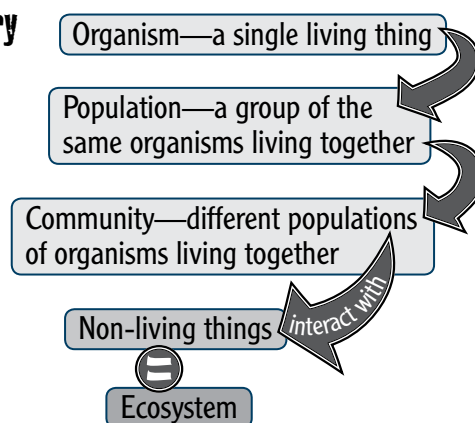 ry
Organism—a single living thing
Population—a group of the
same organisms living together
Community—different populations
of organisms living together
interact with
Non-living things
=
Ecosystem